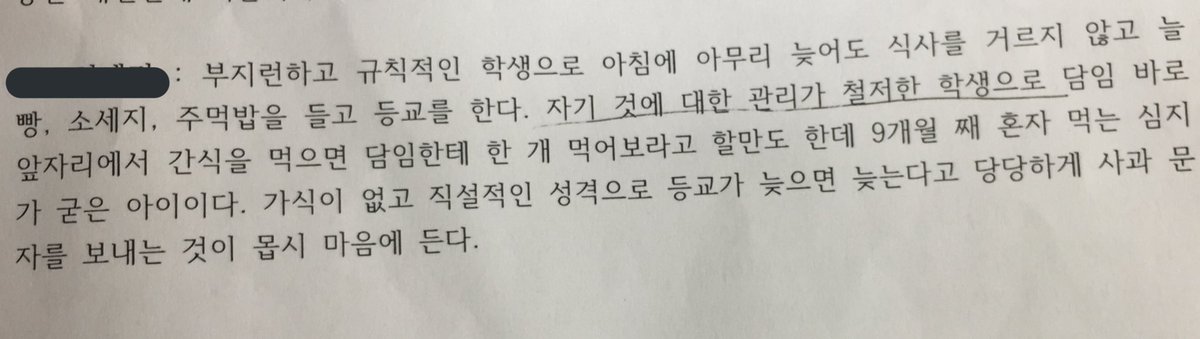 : 부지런하고 규칙적인 학생으로 아침에 아무리 늦어도 식사를 거르지 않고 늘
빵, 소세지, 주먹밥을 들고 등교를 한다. 자기 것에 대한 관리가 철저한 학생으로 담임 바로
앞자리에서 간식을 먹으면 담임한테 한 개 먹어보라고 할만도 한데 9개월 째 혼자 먹는 심지
가 굳은 아이이다. 가식이 없고 직설적인 성격으로 등교가 늦으면 늦는다고 당당하게 사과 문
자를 보내는 것이 몹시 마음에 든다.